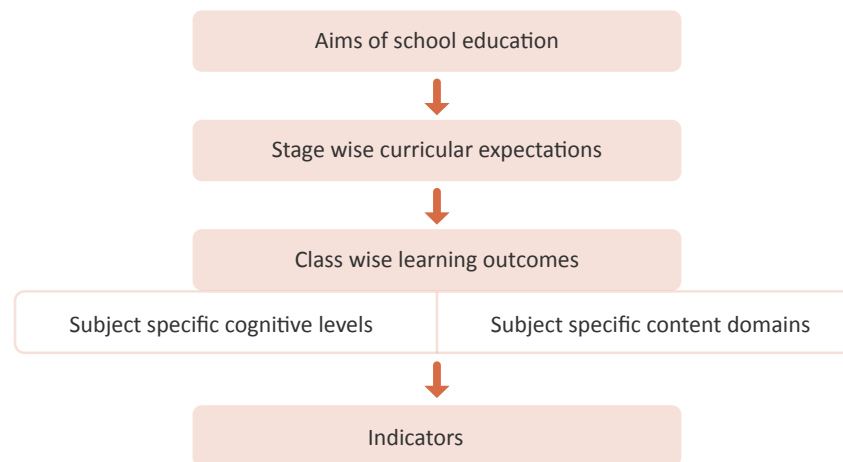 Aims of school education
Stage wise curricular expectations
Class wise learning outcomes
Subject specific cognitive levels
Subject specific content domains
Indicators